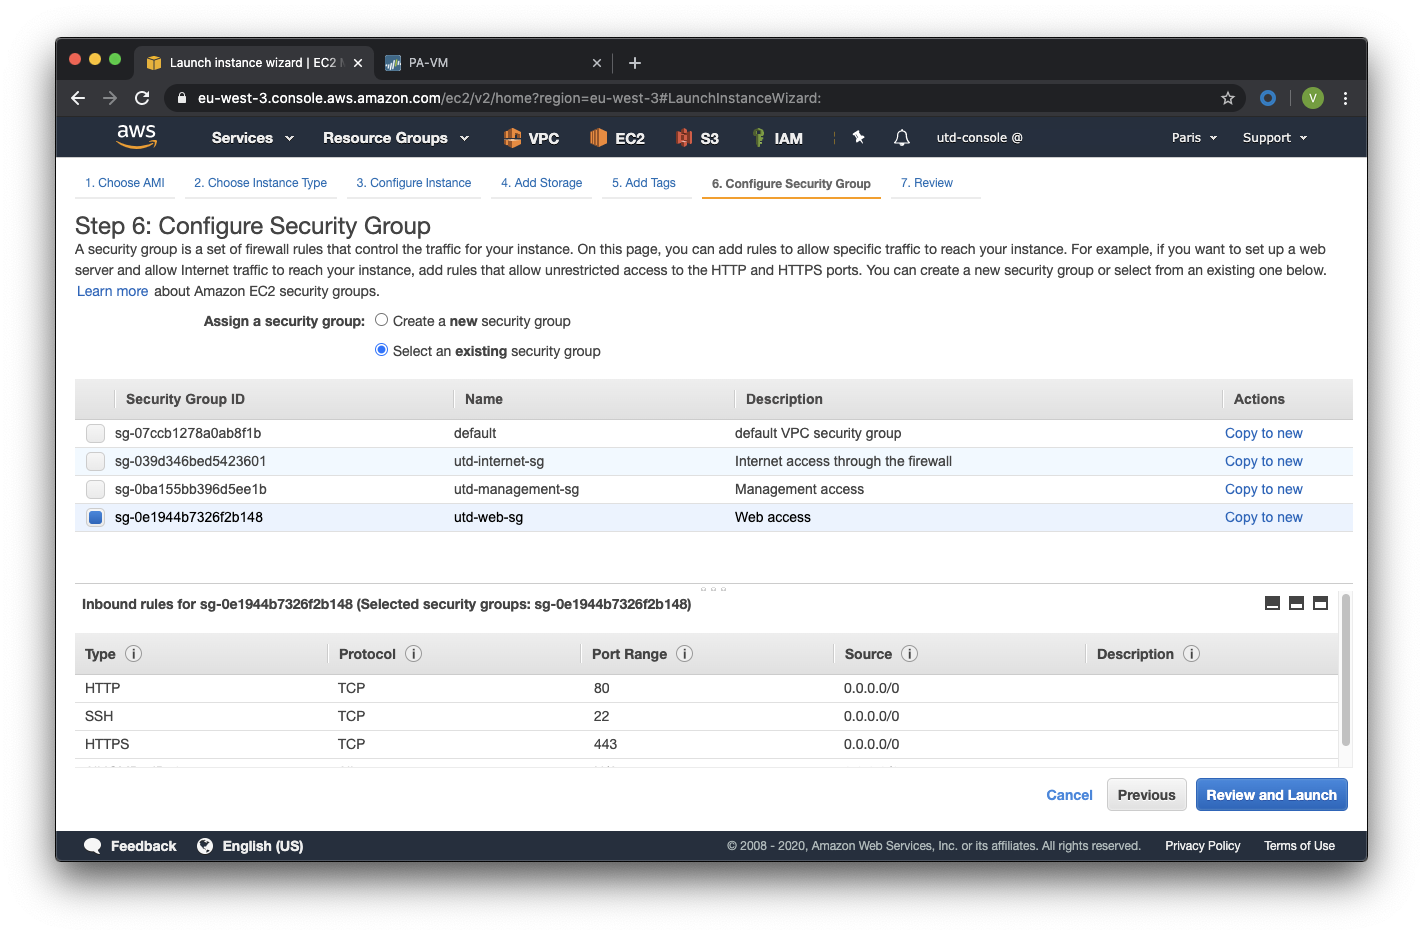 Launch instance wizard | EC2
PA-VM
eu-west-3.console.aws.amazon.com/ec2/v2/home?region=eu-west-3#LaunchInstanceWizard:
V
aws
Services
Resource Groups
VPC
EC2
S3
IAM
utd-console @
Paris
Support
1. Choose AMI
2. Choose Instance Type
3. Configure Instance
4. Add Storage
5. Add Tags
6. Configure Security Group
7. Review
Step 6: Configure Security Group
A security group is a set of firewall rules that control the traffic for your instance. On this page, you can add rules to allow specific traffic to reach your instance. For example, if you want to set up a web
server and allow Internet traffic to reach your instance, add rules that allow unrestricted access to the HTTP and HTTPS ports. You can create a new security group or select from an existing one below.
Learn more about Amazon EC2 security groups.
Assign a security group: Create a new security group
Select an existing security group
Security Group ID Name Description Actions
sg-07ccb1278a0ab8f1b default default VPC security group Copy to new
sg-039d346bed5423601 utd-internet-sg Internet access through the firewall Copy to new
sg-0ba155bb396d5ee1b utd-management-sg Management access Copy to new
sg-0e1944b7326f2b148 utd-web-sg Web access Copy to new
Inbound rules for sg-0e1944b7326f2b148 (Selected security groups: sg-0e1944b7326f2b148)
Type i Protocol i Port Range i Source i Description i
HTTP TCP 80 0.0.0.0/0
SSH TCP 22 0.0.0.0/0
HTTPS TCP 443 0.0.0.0/0
Cancel
Previous
Review and Launch
Feedback
English (US)
© 2008 - 2020, Amazon Web Services, Inc. or its affiliates. All rights reserved.
Privacy Policy
Terms of Use